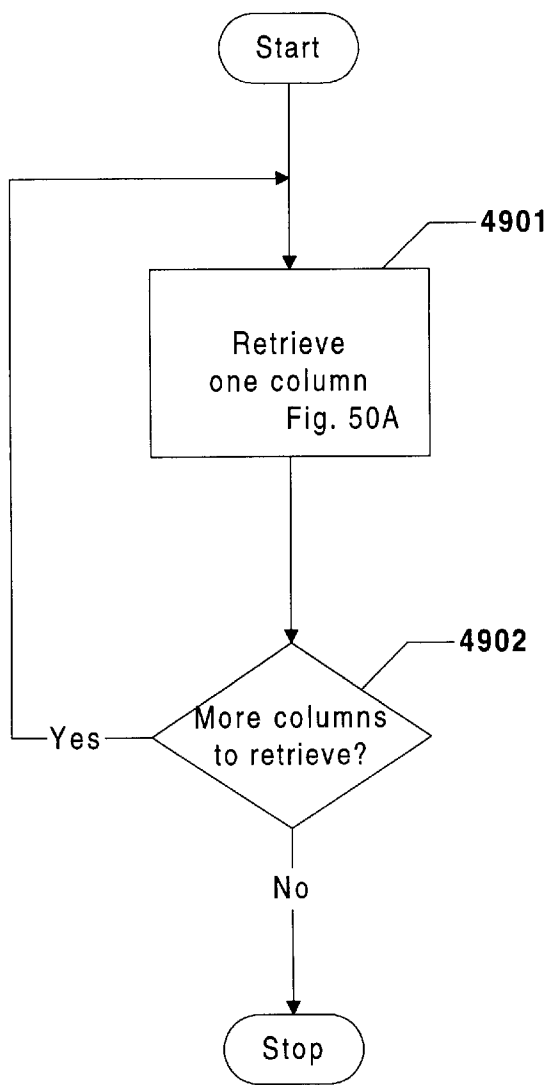 Start
4901
Retrieve
one column
Fig. 50A
4902
More columns
to retrieve?
Yes
No
Stop